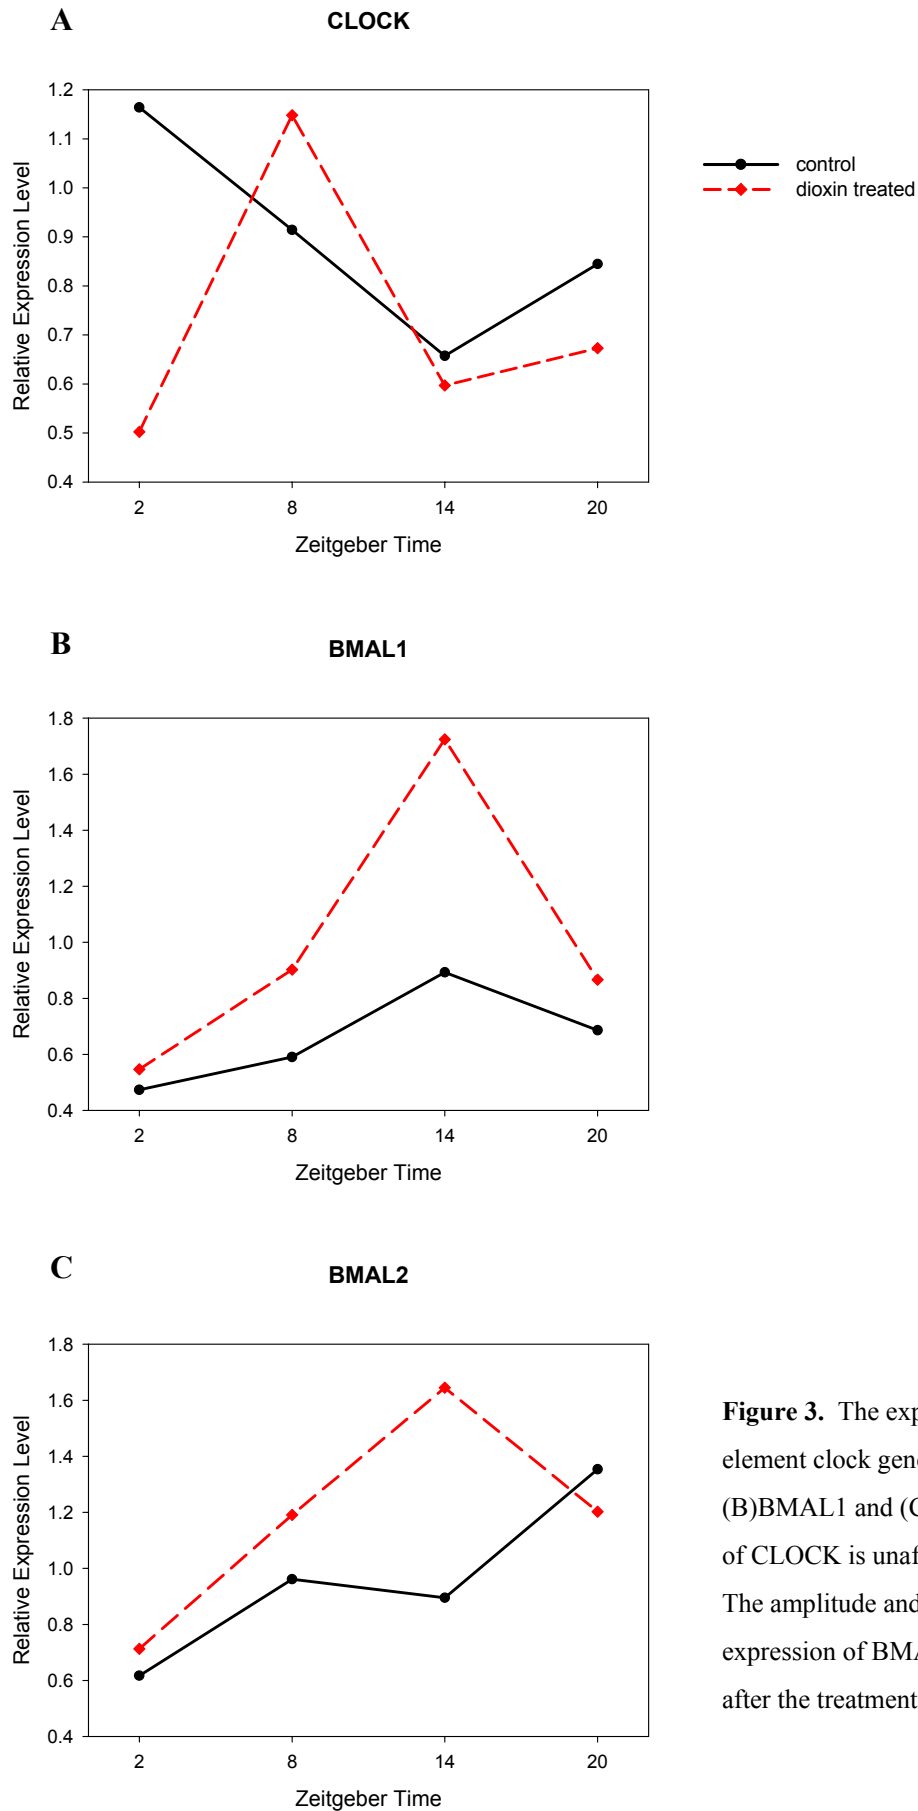 A
CLOCK
1.2
1.1
1.0
0.9
0.8
0.7
0.6
0.5
0.4
Relative Expression Level
2 8 14 20
Zeitgeber Time
control
dioxin treated
B
BMAL1
1.8
1.6
1.4
1.2
1.0
0.8
0.6
0.4
Relative Expression Level
2 8 14 20
Zeitgeber Time
C
BMAL2
1.8
1.6
1.4
1.2
1.0
0.8
0.6
0.4
Relative Expression Level
2 8 14 20
Zeitgeber Time
Figure 3. The exp
element clock gen
(B)BMAL1 and (C
of CLOCK is unaf
The amplitude and
expression of BMA
after the treatment